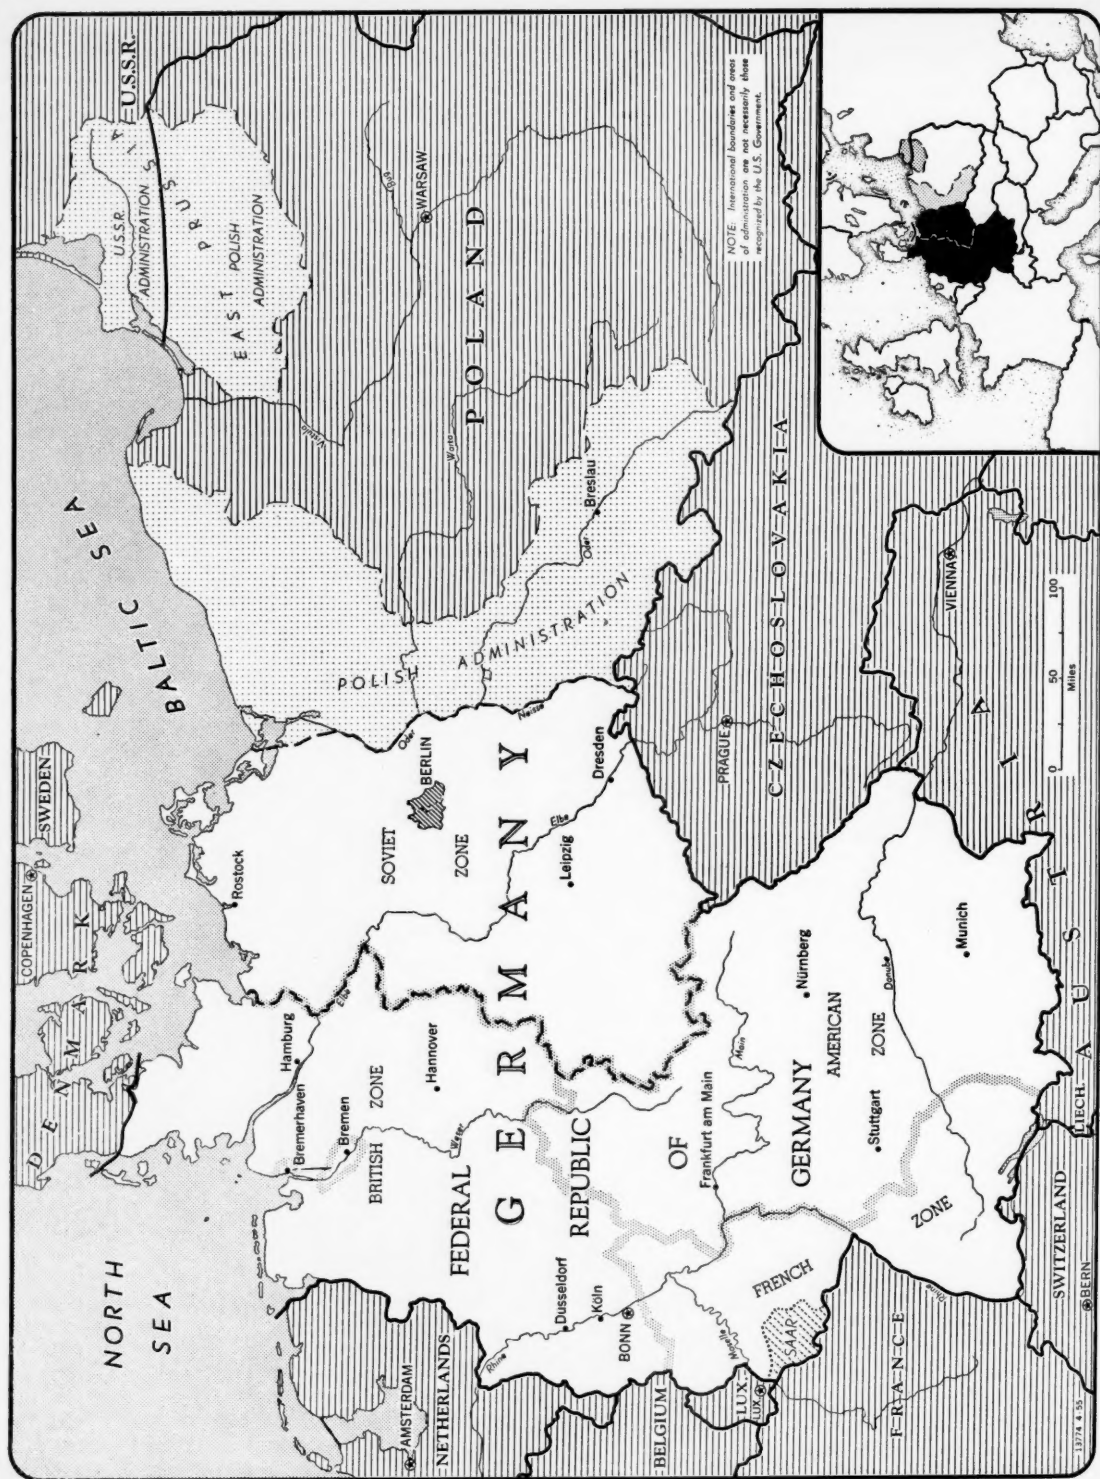 NORTH
SEA
BALTIC SEA
DENMARK
COPENHAGEN
SWEDEN
U.S.S.R.
U.S.S.R.
ADMINISTRATION
EAST PRUSSIA
POLISH
ADMINISTRATION
Rostock
Hamburg
Bremerhaven
Bremen
BRITISH
ZONE
Elbe
Hannover
Weser
SOVIET
ZONE
BERLIN
Oder
Neisse
POLISH ADMINISTRATION
Vistula
Bug
WARSAW
Warta
POLAND
AMSTERDAM
NETHERLANDS
FEDERAL
REPUBLIC
OF
GERMANY
GERMANY
Rhine
Dusseldorf
Köln
BONN
Elbe
Leipzig
Dresden
Oder
Breslau
BELGIUM
LUX.
LUX.
Moselle
FRENCH
ZONE
SAAR
Frankfurt am Main
Main
Nürnberg
AMERICAN
ZONE
Stuttgart
Danube
Munich
PRAGUE
CZECHOSLOVAKIA
NOTE: International boundaries and areas
of administration are not necessarily those
recognized by the U.S. Government.
FRANCE
Rhine
SWITZERLAND
BERN
LIECH.
AUSTRIA
VIENNA
0 50 100
Miles
13774 4-55